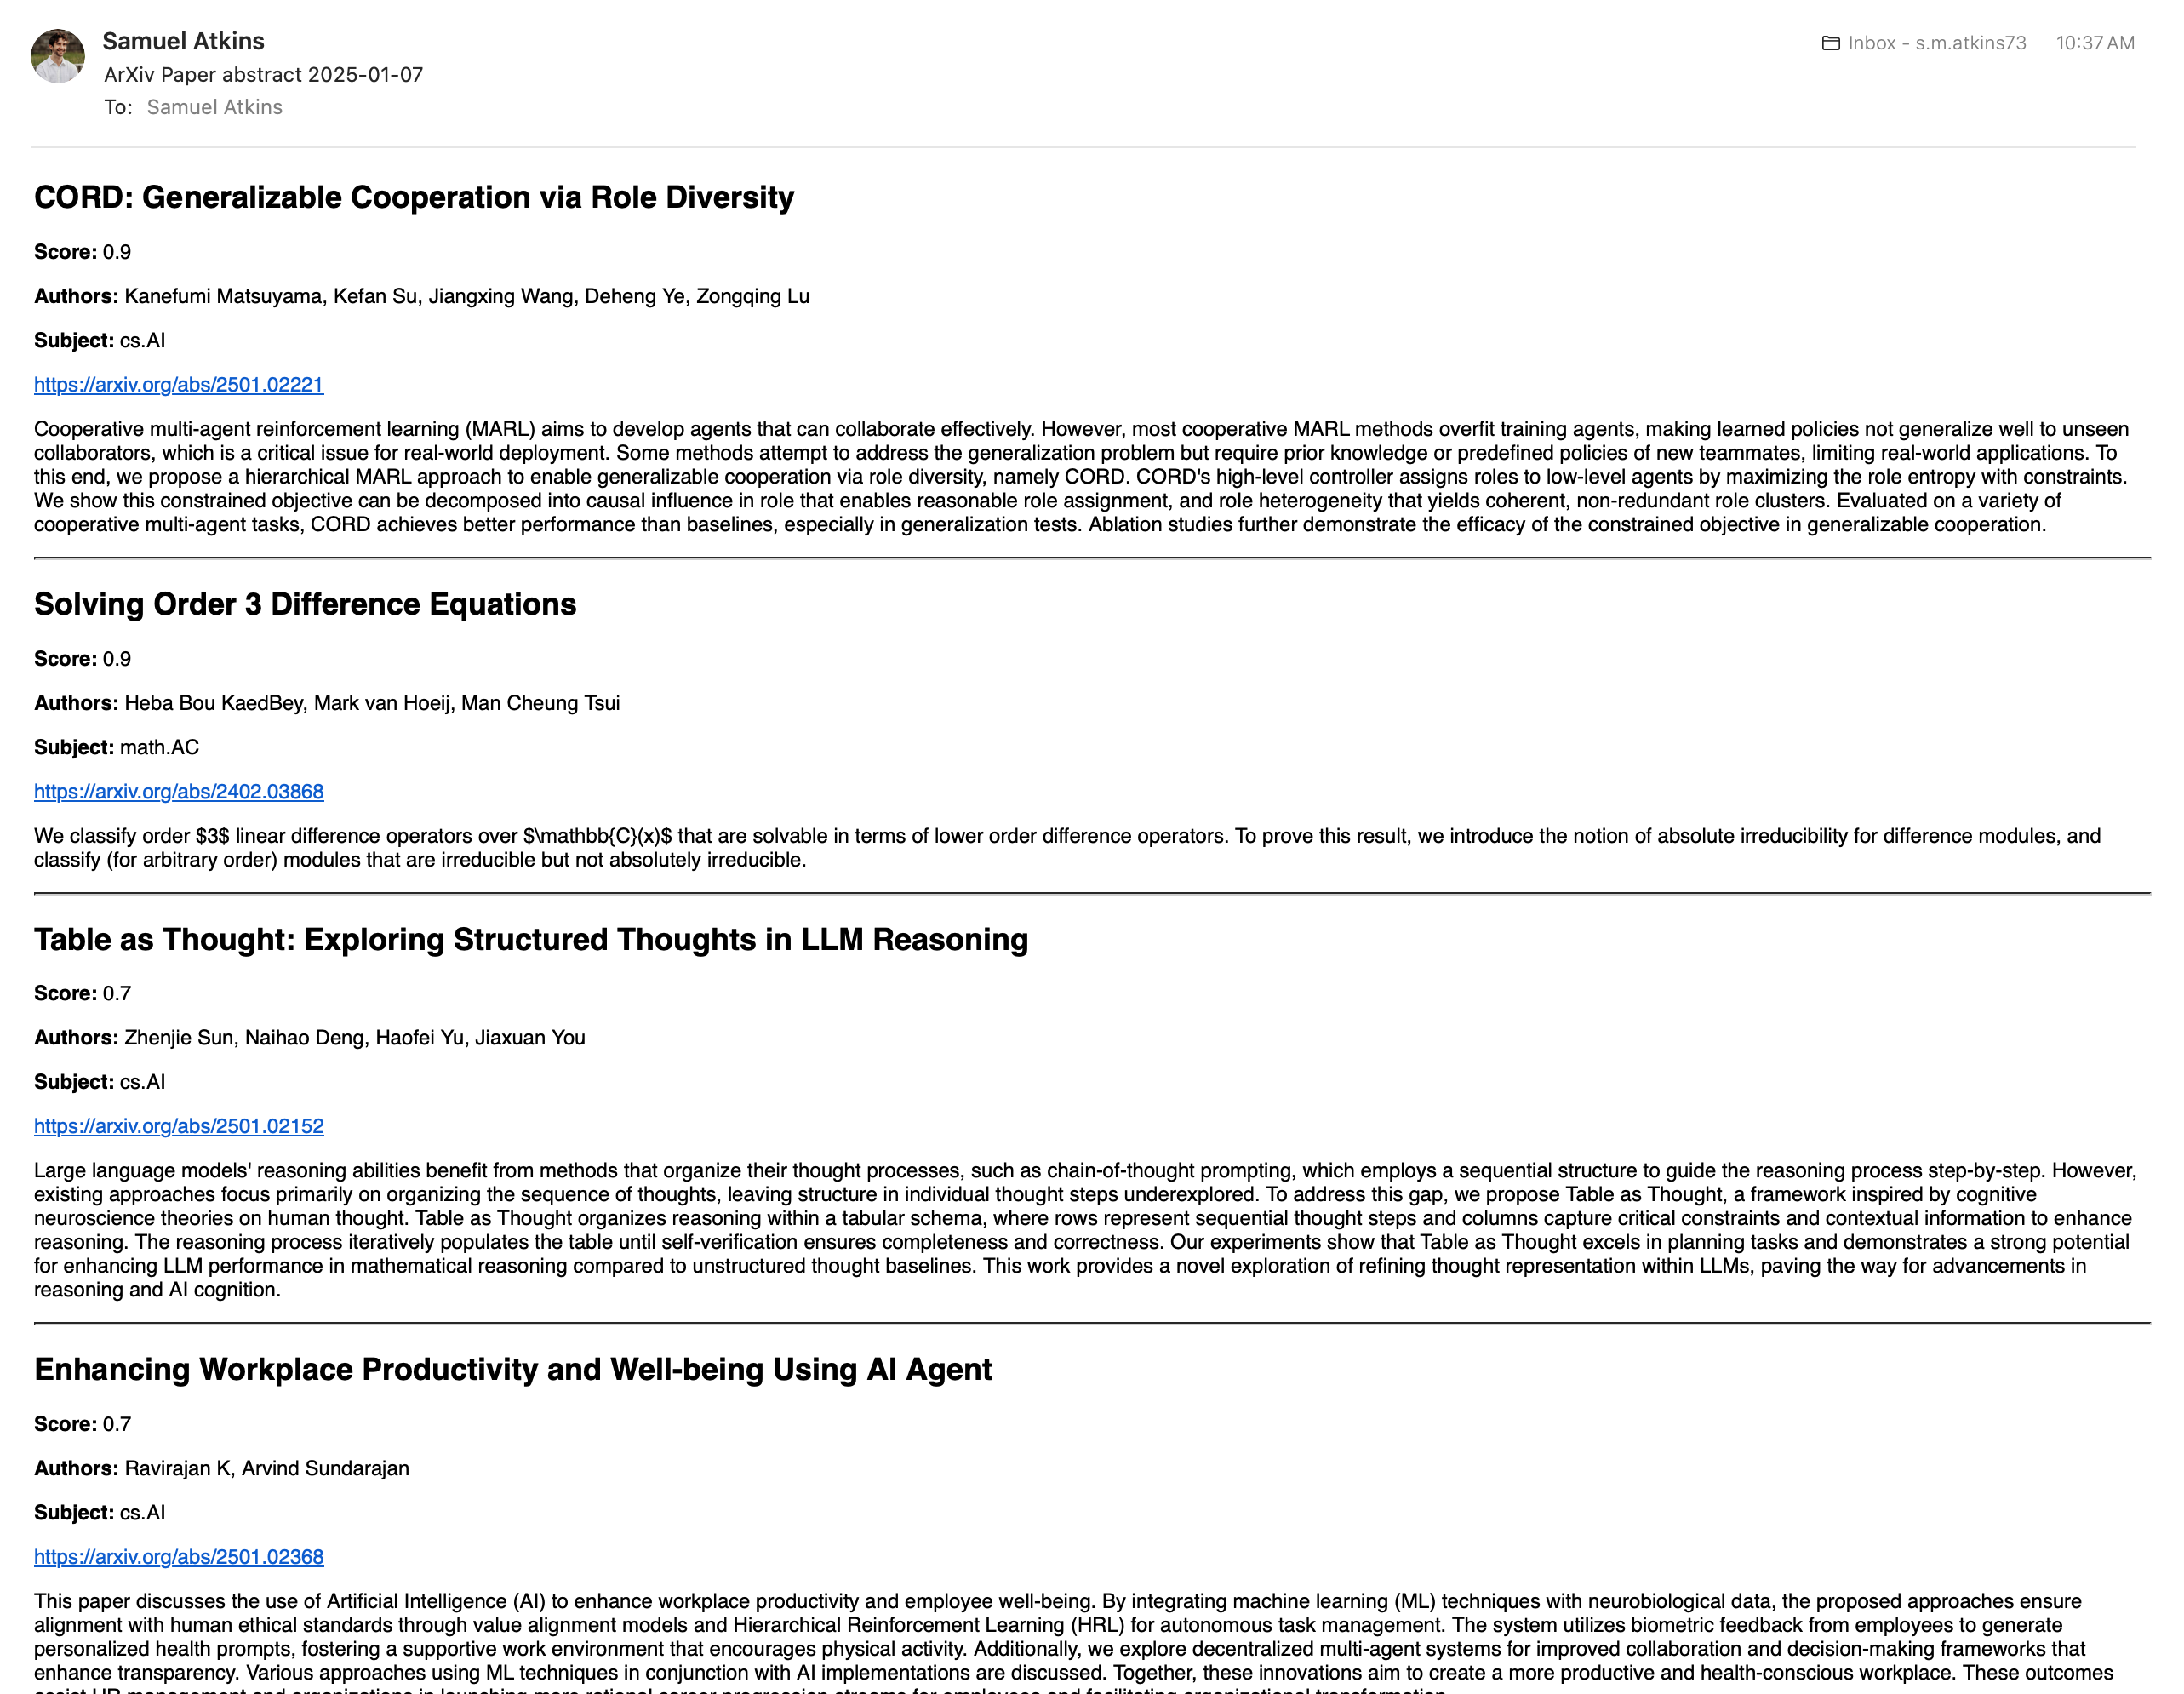 Samuel Atkins
Inbox - s.m.atkins73 10:37 AM
ArXiv Paper abstract 2025-01-07
To: Samuel Atkins
CORD: Generalizable Cooperation via Role Diversity
Score: 0.9
Authors: Kanefumi Matsuyama, Kefan Su, Jiangxing Wang, Deheng Ye, Zongqing Lu
Subject: cs.AI
https://arxiv.org/abs/2501.02221
Cooperative multi-agent reinforcement learning (MARL) aims to develop agents that can collaborate effectively. However, most cooperative MARL methods overfit training agents, making learned policies not generalize well to unseen
collaborators, which is a critical issue for real-world deployment. Some methods attempt to address the generalization problem but require prior knowledge or predefined policies of new teammates, limiting real-world applications. To
this end, we propose a hierarchical MARL approach to enable generalizable cooperation via role diversity, namely CORD. CORD's high-level controller assigns roles to low-level agents by maximizing the role entropy with constraints.
We show this constrained objective can be decomposed into causal influence in role that enables reasonable role assignment, and role heterogeneity that yields coherent, non-redundant role clusters. Evaluated on a variety of
cooperative multi-agent tasks, CORD achieves better performance than baselines, especially in generalization tests. Ablation studies further demonstrate the efficacy of the constrained objective in generalizable cooperation.
Solving Order 3 Difference Equations
Score: 0.9
Authors: Heba Bou KaedBey, Mark van Hoeij, Man Cheung Tsui
Subject: math.AC
https://arxiv.org/abs/2402.03868
We classify order $3$ linear difference operators over $\mathbb{C}(x)$ that are solvable in terms of lower order difference operators. To prove this result, we introduce the notion of absolute irreducibility for difference modules, and
classify (for arbitrary order) modules that are irreducible but not absolutely irreducible.
Table as Thought: Exploring Structured Thoughts in LLM Reasoning
Score: 0.7
Authors: Zhenjie Sun, Naihao Deng, Haofei Yu, Jiaxuan You
Subject: cs.AI
https://arxiv.org/abs/2501.02152
Large language models' reasoning abilities benefit from methods that organize their thought processes, such as chain-of-thought prompting, which employs a sequential structure to guide the reasoning process step-by-step. However,
existing approaches focus primarily on organizing the sequence of thoughts, leaving structure in individual thought steps underexplored. To address this gap, we propose Table as Thought, a framework inspired by cognitive
neuroscience theories on human thought. Table as Thought organizes reasoning within a tabular schema, where rows represent sequential thought steps and columns capture critical constraints and contextual information to enhance
reasoning. The reasoning process iteratively populates the table until self-verification ensures completeness and correctness. Our experiments show that Table as Thought excels in planning tasks and demonstrates a strong potential
for enhancing LLM performance in mathematical reasoning compared to unstructured thought baselines. This work provides a novel exploration of refining thought representation within LLMs, paving the way for advancements in
reasoning and AI cognition.
Enhancing Workplace Productivity and Well-being Using AI Agent
Score: 0.7
Authors: Ravirajan K, Arvind Sundarajan
Subject: cs.AI
https://arxiv.org/abs/2501.02368
This paper discusses the use of Artificial Intelligence (AI) to enhance workplace productivity and employee well-being. By integrating machine learning (ML) techniques with neurobiological data, the proposed approaches ensure
alignment with human ethical standards through value alignment models and Hierarchical Reinforcement Learning (HRL) for autonomous task management. The system utilizes biometric feedback from employees to generate
personalized health prompts, fostering a supportive work environment that encourages physical activity. Additionally, we explore decentralized multi-agent systems for improved collaboration and decision-making frameworks that
enhance transparency. Various approaches using ML techniques in conjunction with AI implementations are discussed. Together, these innovations aim to create a more productive and health-conscious workplace. These outcomes
assist HR management and organizations in launching more rational career progression streams for employees and facilitating organizational transformation.